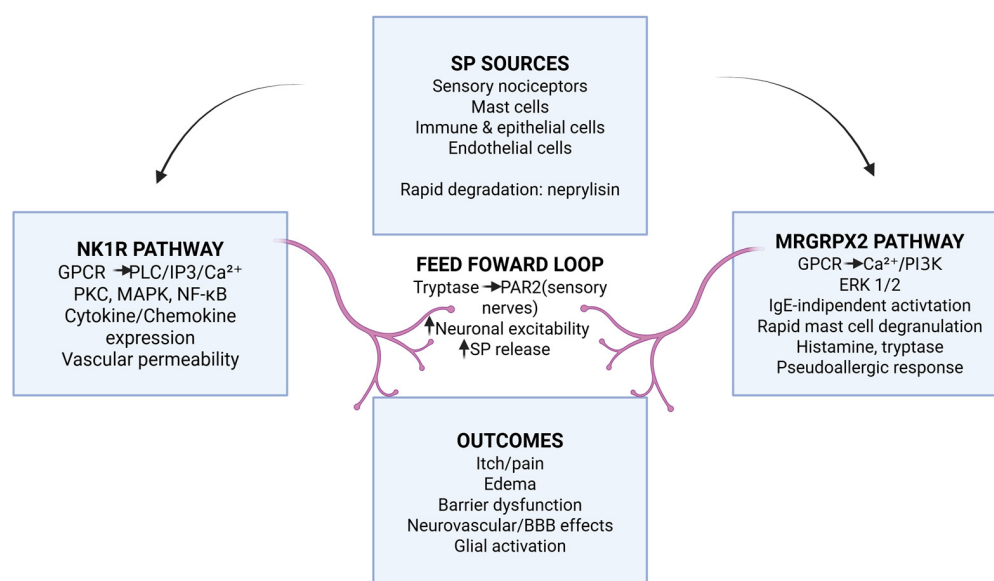 SP SOURCES
Sensory nociceptors
Mast cells
Immune & epithelial cells
Endothelial cells
Rapid degradation: neprylisin
NK1R PATHWAY
GPCR →PLC/IP3/Ca²⁺
PKC, MAPK, NF-κB
Cytokine/Chemokine
expression
Vascular permeability
FEED FOWARD LOOP
Tryptase →PAR2(sensory
nerves)
↑Neuronal excitability
↑SP release
MRGRPX2 PATHWAY
GPCR→Ca²⁺/PI3K
ERK 1/2
IgE-indipendent activtation
Rapid mast cell degranulation
Histamine, tryptase
Pseudoallergic response
OUTCOMES
Itch/pain
Edema
Barrier dysfunction
Neurovascular/BBB effects
Glial activation